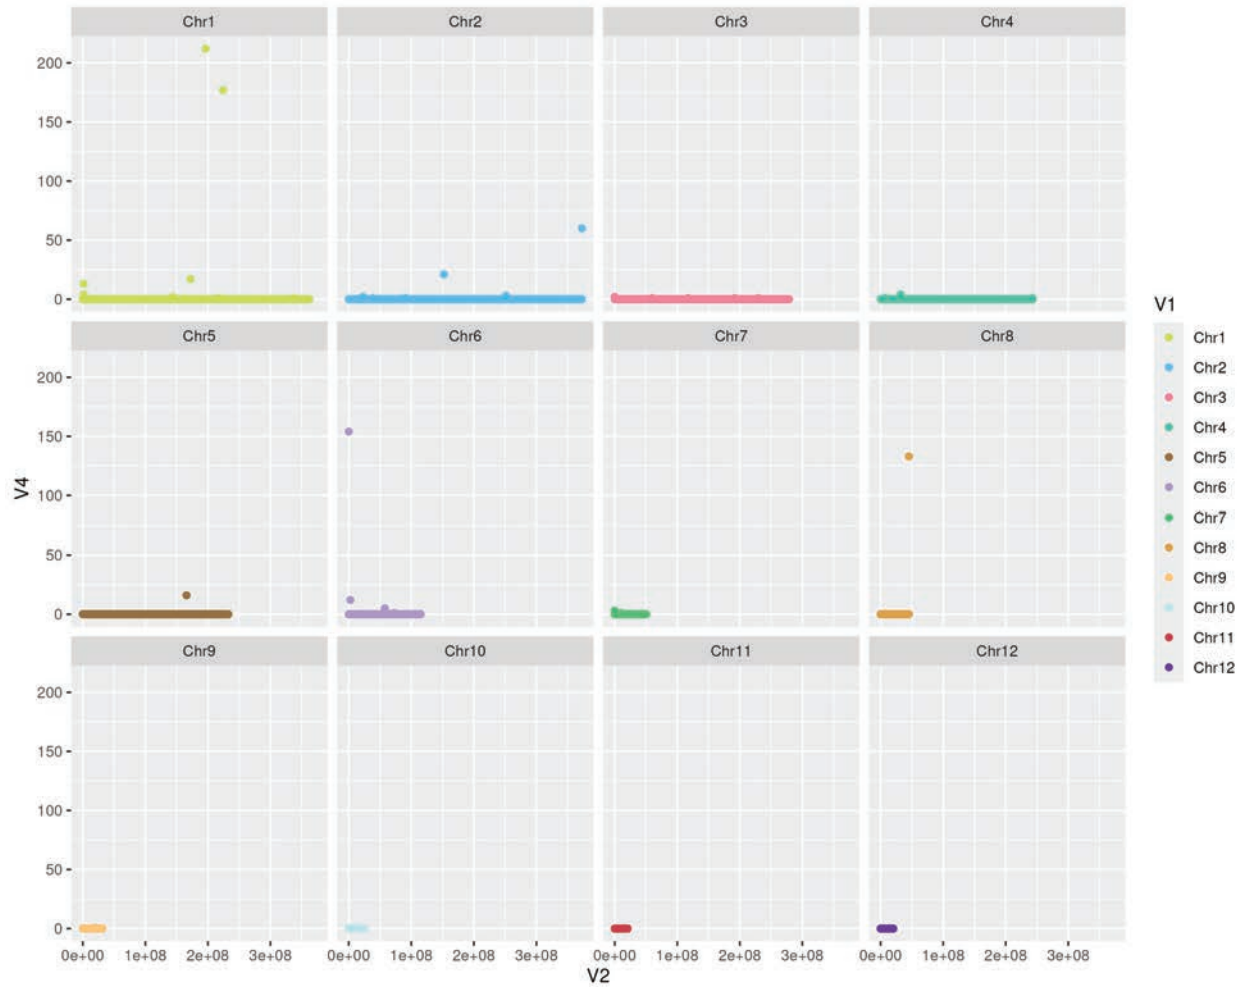 Chr1 Chr2 Chr3 Chr4
200
150
100
50
0
Chr5 Chr6 Chr7 Chr8
200
150
100
50
0
Chr9 Chr10 Chr11 Chr12
200
150
100
50
0
0e+00 1e+08 2e+08 3e+08 0e+00 1e+08 2e+08 3e+08 0e+00 1e+08 2e+08 3e+08 0e+00 1e+08 2e+08 3e+08
V2
V4
V1
Chr1
Chr2
Chr3
Chr4
Chr5
Chr6
Chr7
Chr8
Chr9
Chr10
Chr11
Chr12